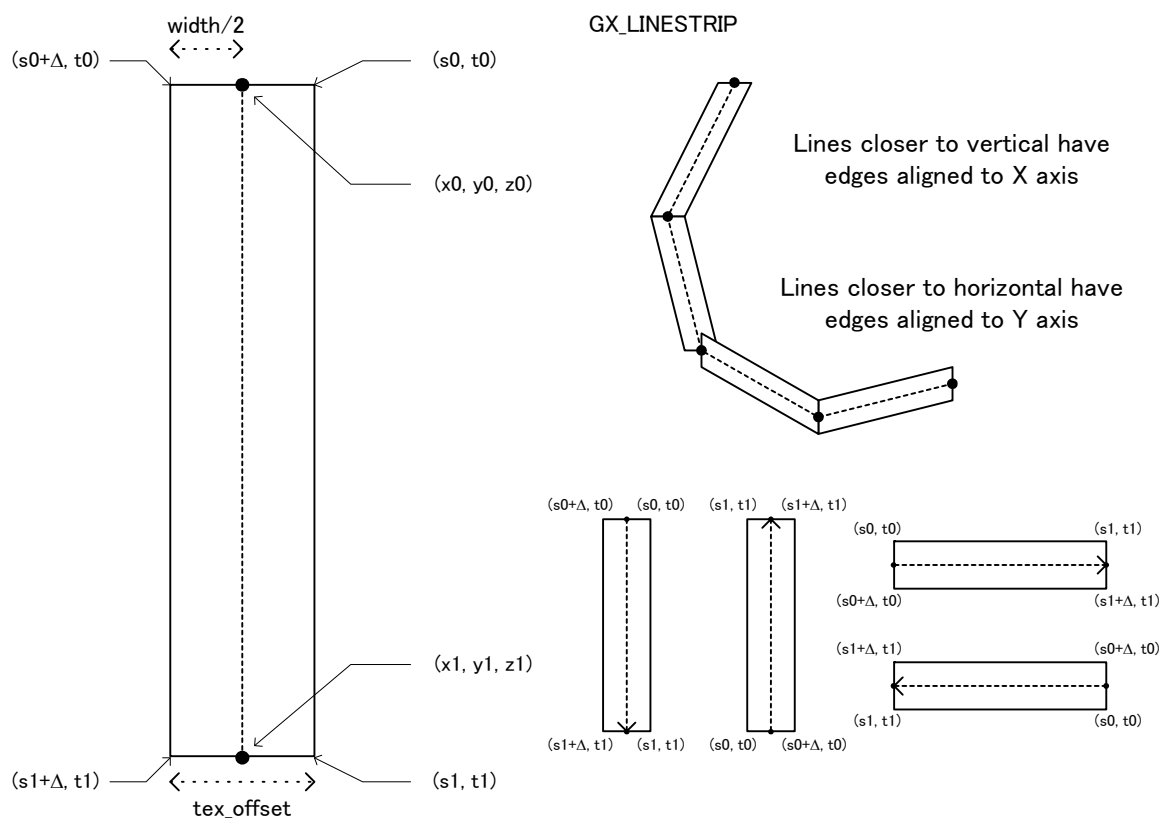 width/2
(s0+Δ, t0)
(s0, t0)
(x0, y0, z0)
(x1, y1, z1)
(s1+Δ, t1)
(s1, t1)
tex_offset
GX_LINESTRIP
Lines closer to vertical have
edges aligned to X axis
Lines closer to horizontal have
edges aligned to Y axis
(s0+Δ, t0)
(s0, t0)
(s1+Δ, t1)
(s1, t1)
(s1, t1)
(s1+Δ, t1)
(s0, t0)
(s0+Δ, t0)
(s0, t0)
(s1, t1)
(s0+Δ, t0)
(s1+Δ, t1)
(s1+Δ, t1)
(s0+Δ, t0)
(s1, t1)
(s0, t0)